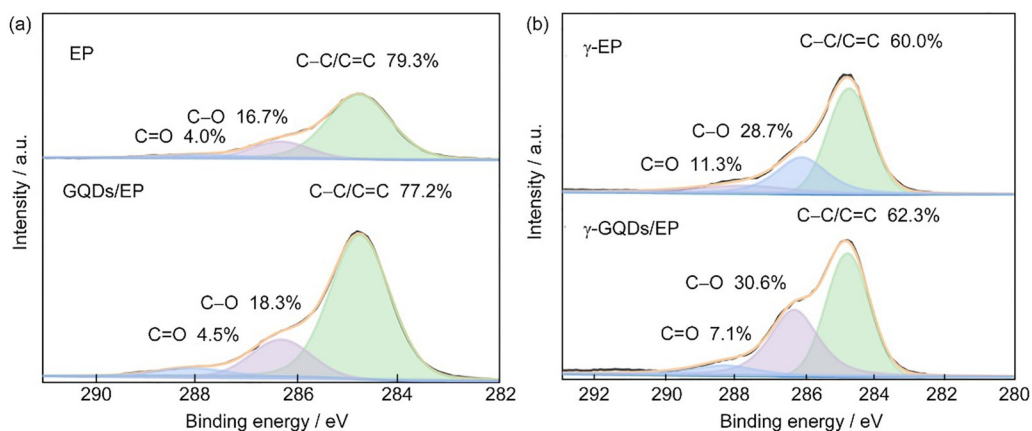 (a)
EP
C–C/C=C 79.3%
C–O 16.7%
C=O 4.0%
GQDs/EP
C–C/C=C 77.2%
C–O 18.3%
C=O 4.5%
Intensity / a.u.
290 288 286 284 282
Binding energy / eV
(b)
γ-EP
C–C/C=C 60.0%
C–O 28.7%
C=O 11.3%
γ-GQDs/EP
C–C/C=C 62.3%
C–O 30.6%
C=O 7.1%
Intensity / a.u.
292 290 288 286 284 282 280
Binding energy / eV